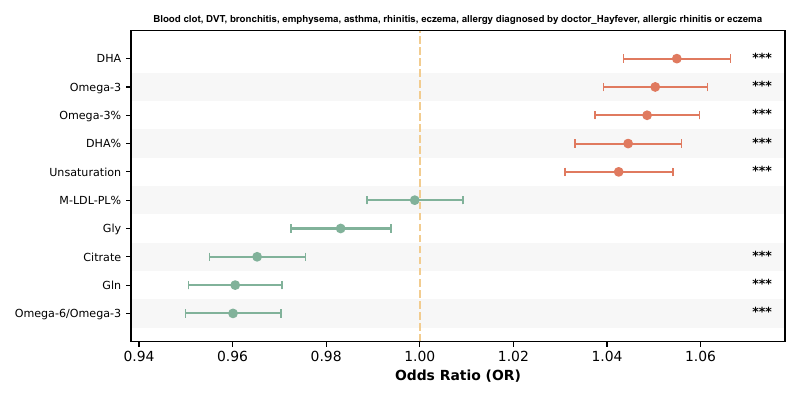 Blood clot, DVT, bronchitis, emphysema, asthma, rhinitis, eczema, allergy diagnosed by doctor_Hayfever, allergic rhinitis or eczema
DHA ***
Omega-3 ***
Omega-3% ***
DHA% ***
Unsaturation ***
M-LDL-PL%
Gly
Citrate ***
Gln ***
Omega-6/Omega-3 ***
0.94 0.96 0.98 1.00 1.02 1.04 1.06
Odds Ratio (OR)